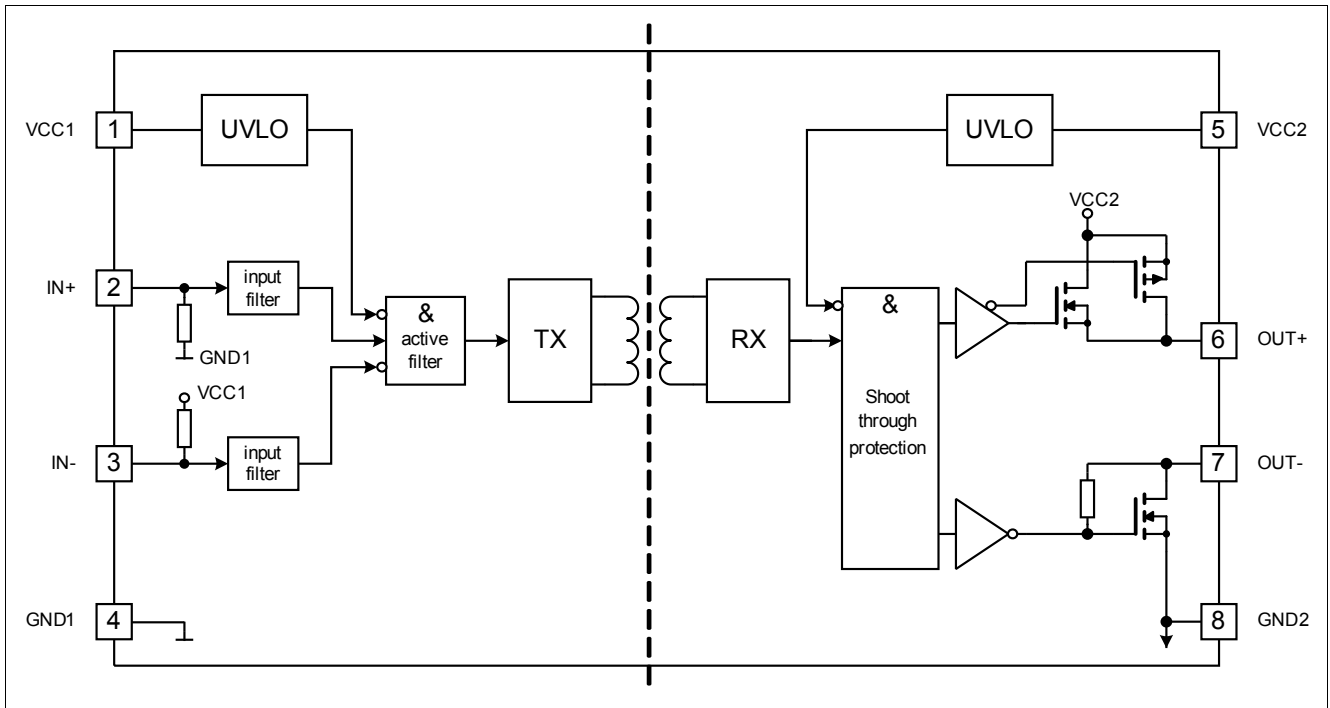 VCC1
1
UVLO
IN+
2
input
filter
GND1
VCC1
IN-
3
input
filter
GND1
4
&
active
filter
TX
RX
UVLO
5
VCC2
VCC2
&
Shoot
through
protection
6
OUT+
7
OUT-
8
GND2